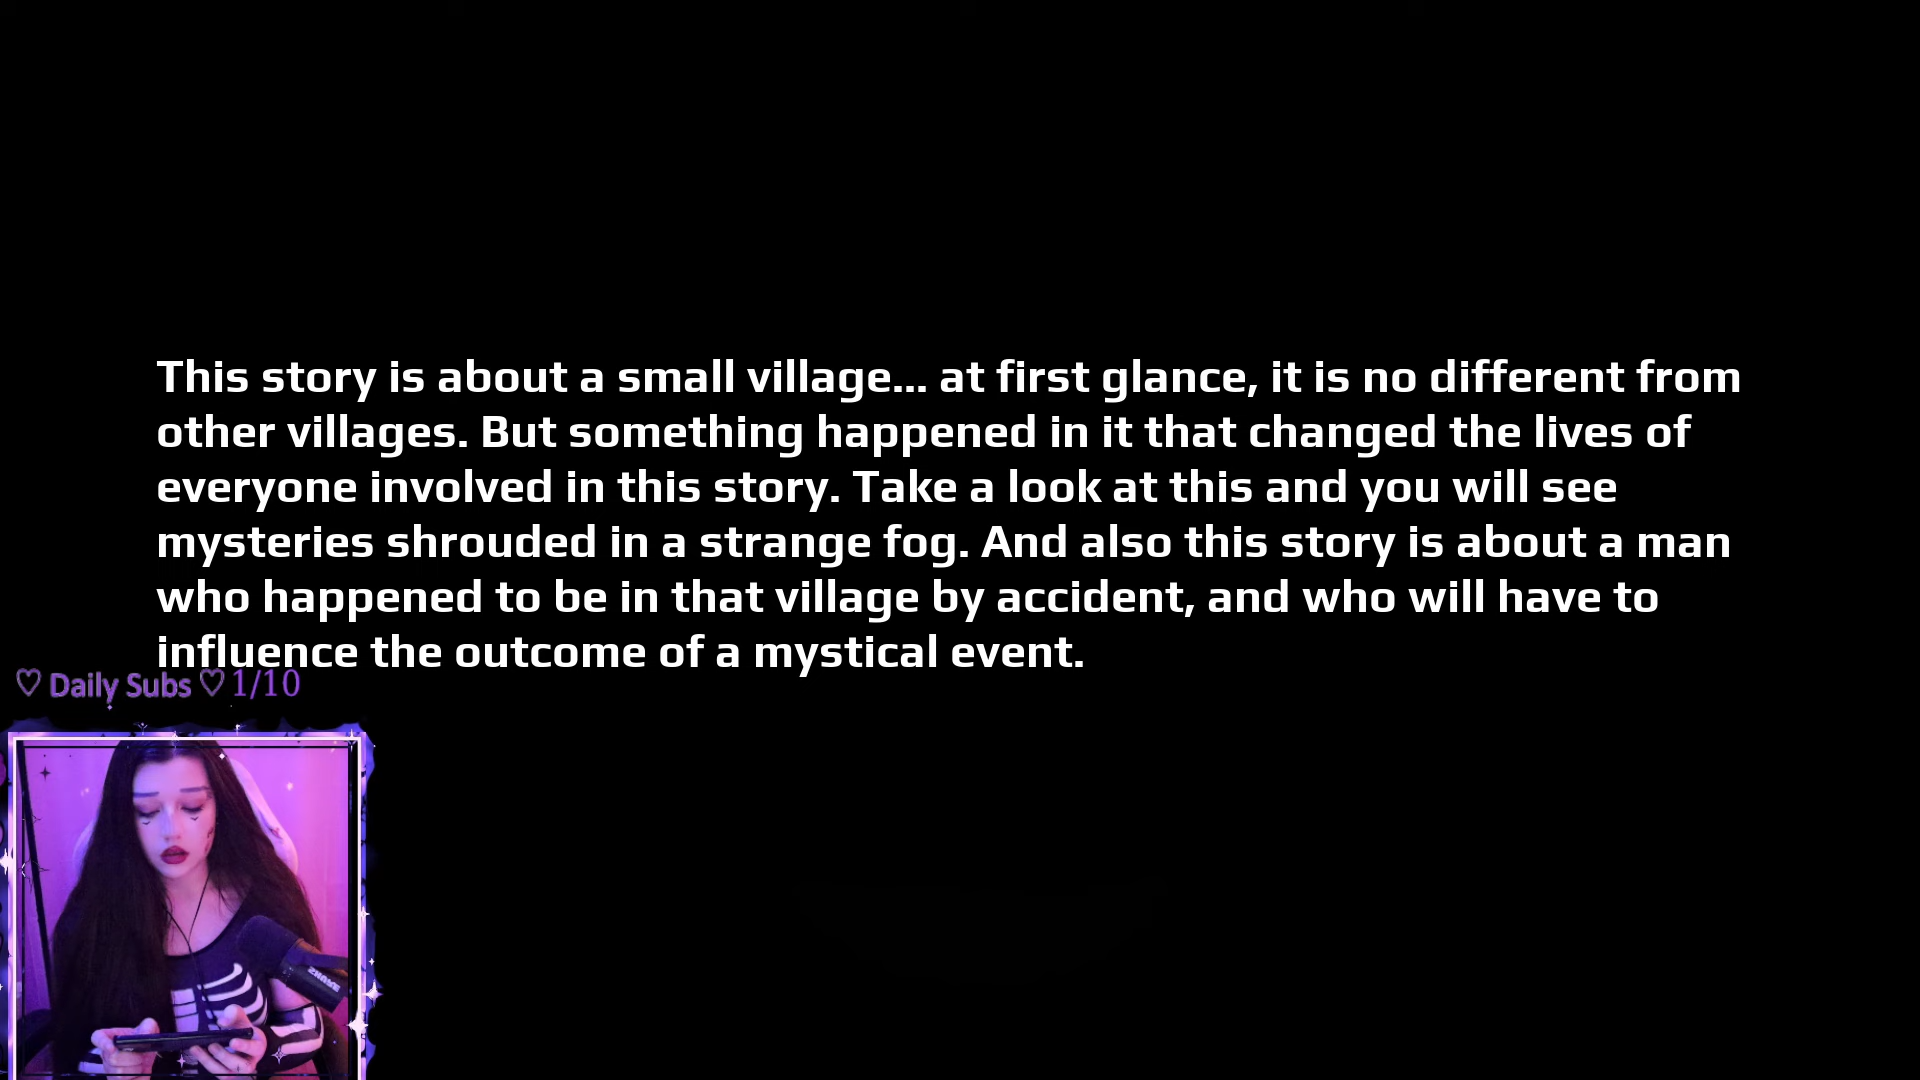 This story is about a small village... at first glance, it is no different from
other villages. But something happened in it that changed the lives of
everyone involved in this story. Take a look at this and you will see
mysteries shrouded in a strange fog. And also this story is about a man
who happened to be in that village by accident, and who will have to
influence the outcome of a mystical event.
♡ Daily Subs ♡ 1/10